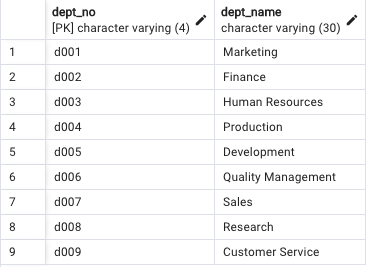 dept_no dept_name
[PK] character varying (4) character varying (30)
1 d001 Marketing
2 d002 Finance
3 d003 Human Resources
4 d004 Production
5 d005 Development
6 d006 Quality Management
7 d007 Sales
8 d008 Research
9 d009 Customer Service